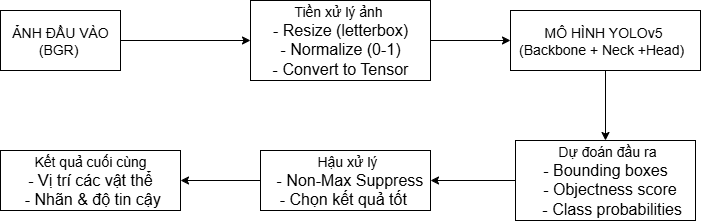 ẢNH ĐẦU VÀO
(BGR)
Tiền xử lý ảnh
- Resize (letterbox)
- Normalize (0-1)
- Convert to Tensor
MÔ HÌNH YOLOv5
(Backbone + Neck +Head)
Dự đoán đầu ra
- Bounding boxes
- Objectness score
- Class probabilities
Hậu xử lý
- Non-Max Suppress
- Chọn kết quả tốt
Kết quả cuối cùng
- Vị trí các vật thể
- Nhãn & độ tin cậy